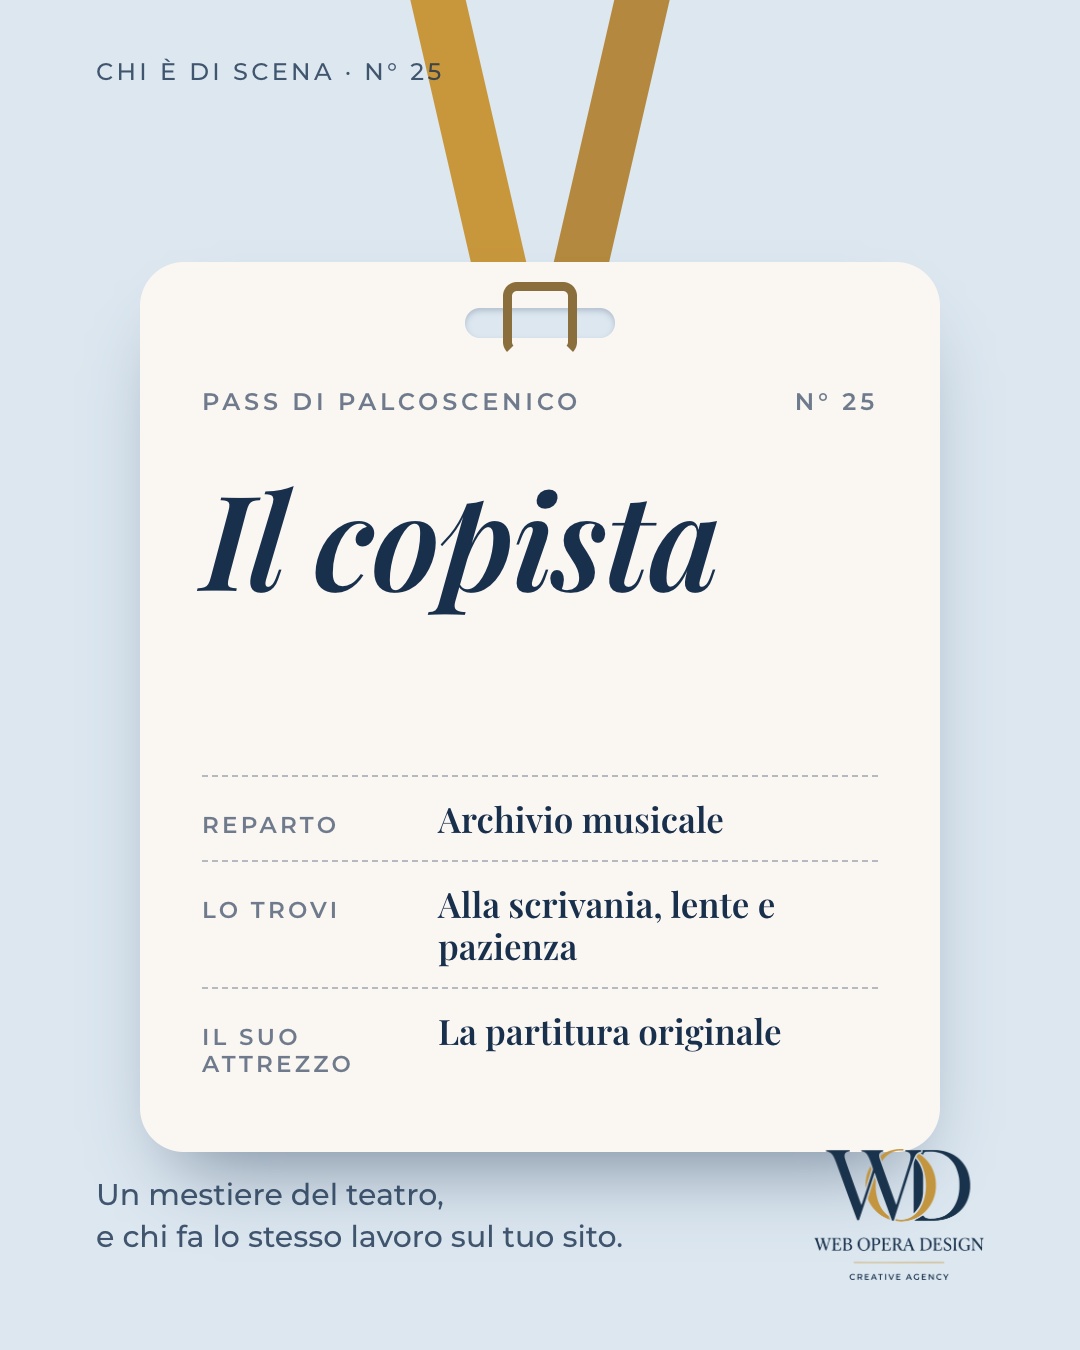 CHI È DI SCENA · N° 25
PASS DI PALCOSCENICO
N° 25
Il copista
REPARTO
Archivio musicale
LO TROVI
Alla scrivania, lente e
pazienza
IL SUO
ATTREZZO
La partitura originale
Un mestiere del teatro,
e chi fa lo stesso lavoro sul tuo sito.
WOD
WEB OPERA DESIGN
CREATIVE AGENCY